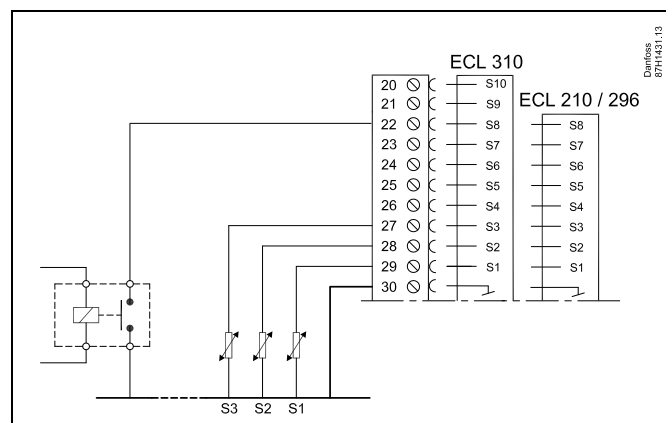 Danfoss
87H1431.13
ECL 310
ECL 210 / 296
20 S10
21 S9
22 S8 S8
23 S7 S7
24 S6 S6
25 S5 S5
26 S4 S4
27 S3 S3
28 S2 S2
29 S1 S1
30
S3 S2 S1